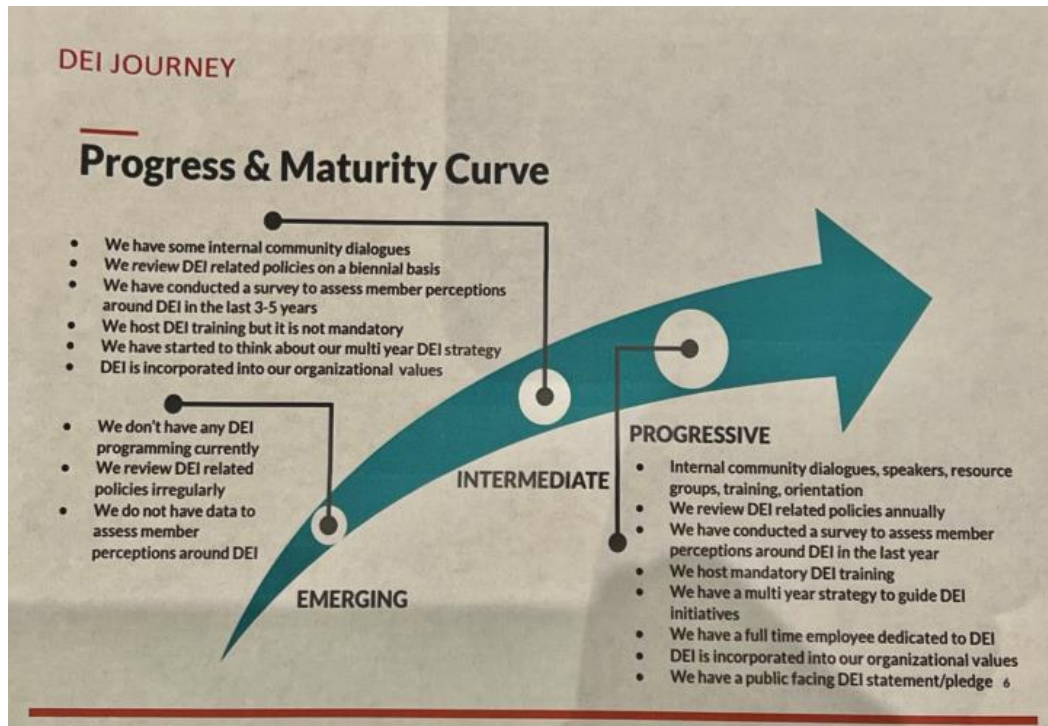 DEI JOURNEY
Progress & Maturity Curve
• We have some internal community dialogues
• We review DEI related policies on a biennial basis
• We have conducted a survey to assess member perceptions
around DEI in the last 3-5 years
• We host DEI training but it is not mandatory
• We have started to think about our multi year DEI strategy
• DEI is incorporated into our organizational values
• We don't have any DEI
programming currently
• We review DEI related
policies irregularly
• We do not have data to
assess member
perceptions around DEI
EMERGING
INTERMEDIATE
PROGRESSIVE
• Internal community dialogues, speakers, resource
groups, training, orientation
• We review DEI related policies annually
• We have conducted a survey to assess member
perceptions around DEI in the last year
• We host mandatory DEI training
• We have a multi year strategy to guide DEI
initiatives
• We have a full time employee dedicated to DEI
• DEI is incorporated into our organizational values
• We have a public facing DEI statement/pledge 6